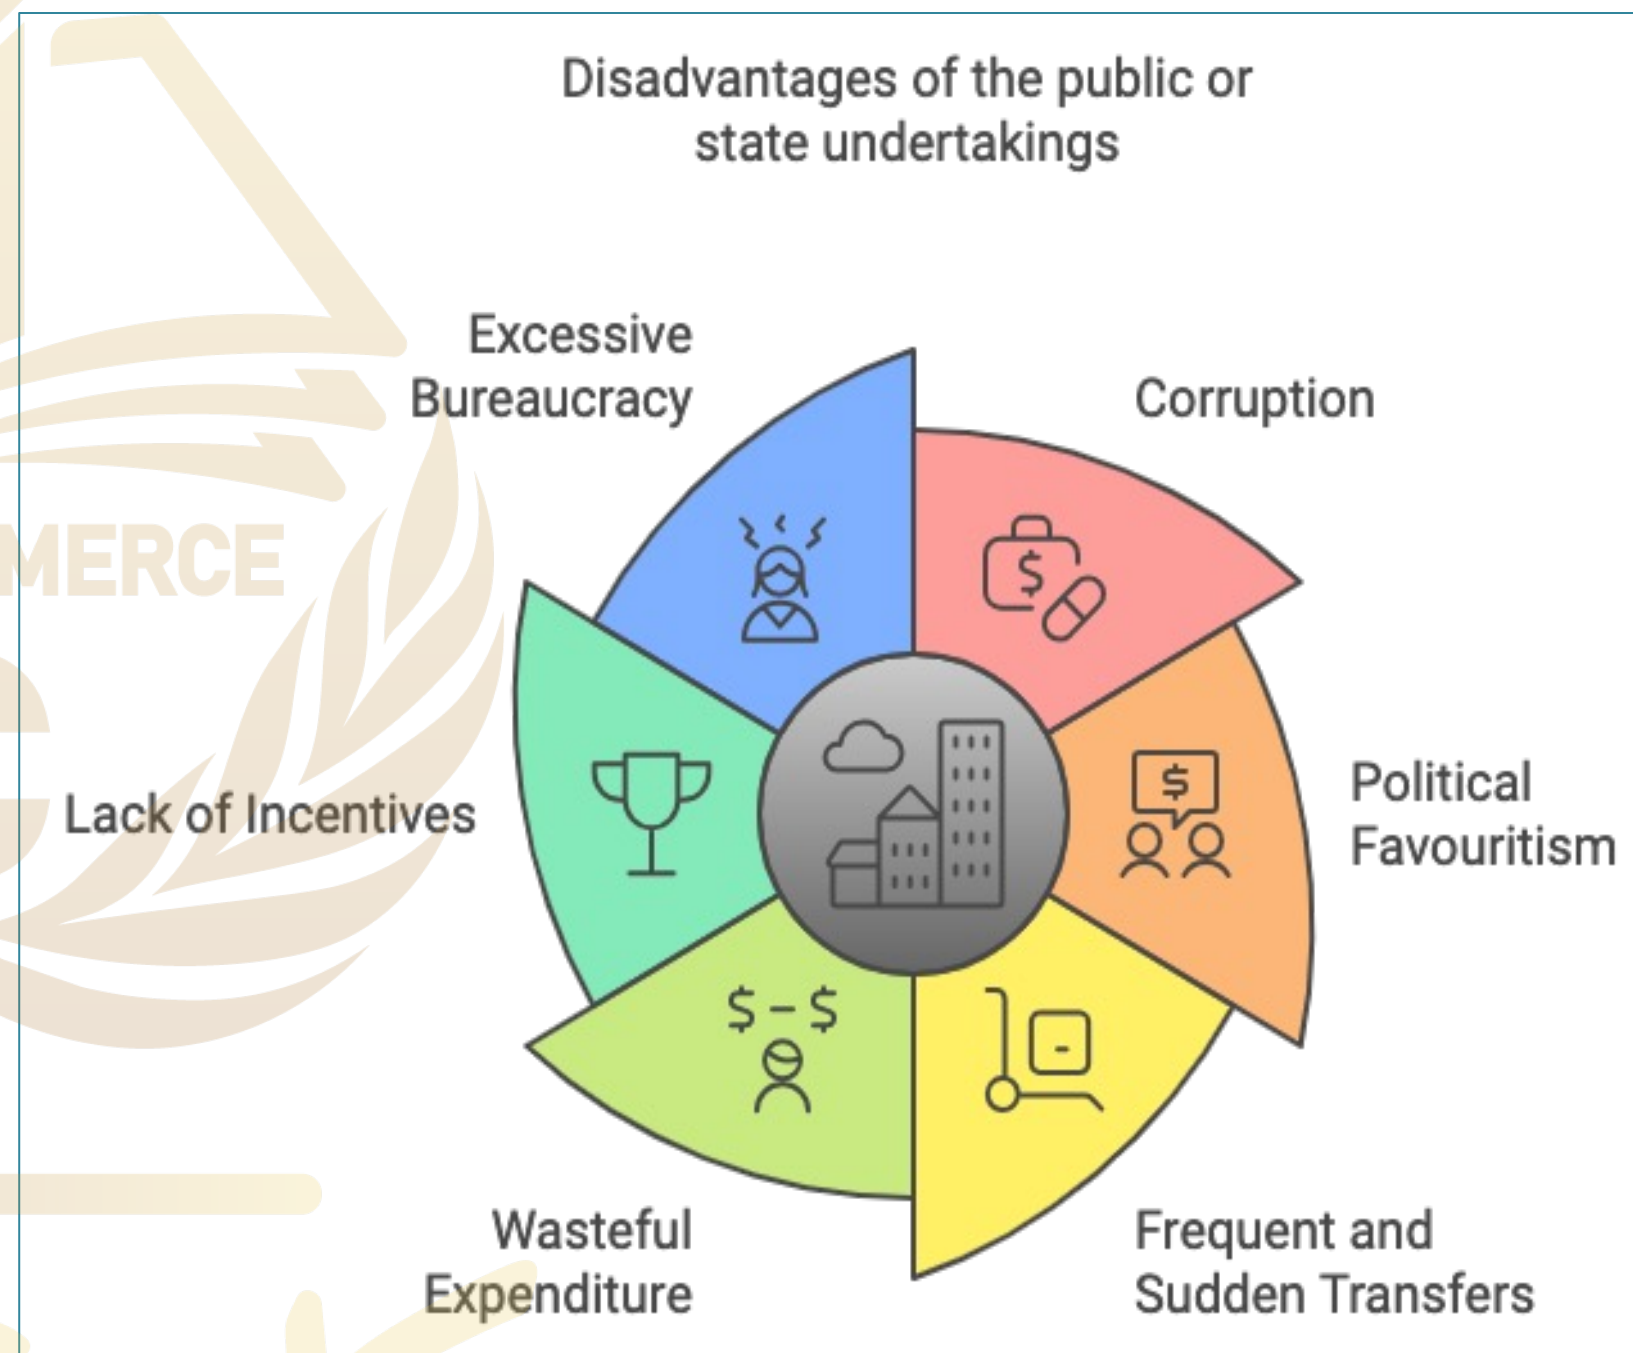 Disadvantages of the public or
state undertakings
Excessive
Bureaucracy
Corruption
MERCE
Lack of Incentives
Political
Favouritism
$
$
$ - $
-
Wasteful
Expenditure
Frequent and
Sudden Transfers